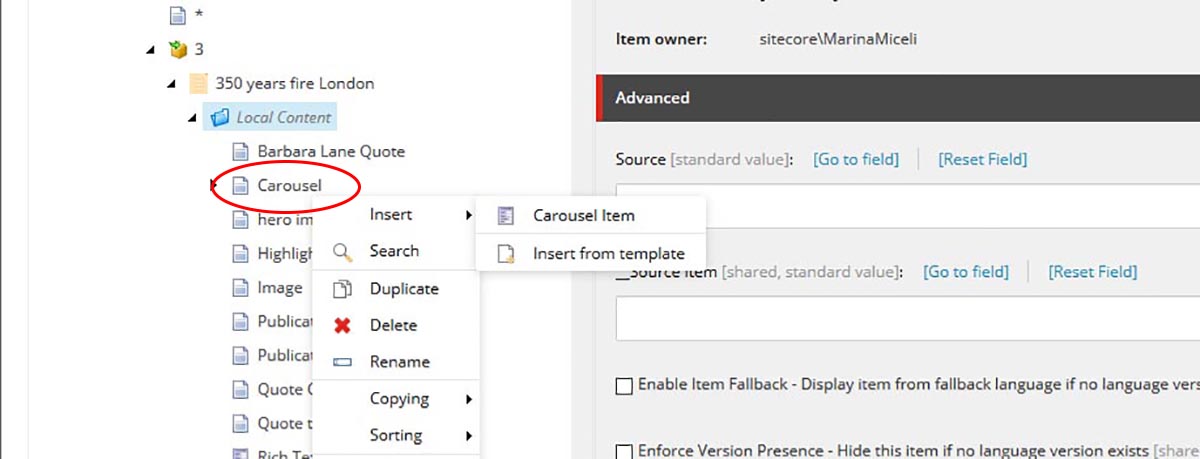 *
3
350 years fire London
Local Content
Barbara Lane Quote
Carousel
hero im
Highligh
Image
Publicat
Publicat
Quote
Quote t
Rich Te
Insert
Search
Duplicate
Delete
Rename
Copying
Sorting
Carousel Item
Insert from template
Item owner: sitecore\MarinaMiceli
Advanced
Source [standard value]: [Go to field] [Reset Field]
__Source Item [shared, standard value]: [Go to field] [Reset Field]
Enable Item Fallback - Display item from fallback language if no language vers
Enforce Version Presence - Hide this item if no language version exists [share